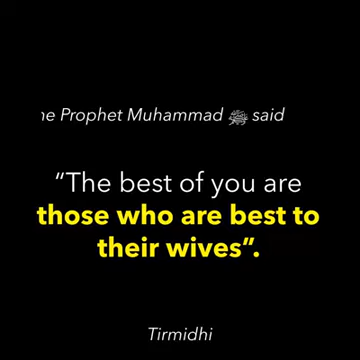 he Prophet Muhammad ﷺ said
“The best of you are
those who are best to
their wives”.
Tirmidhi